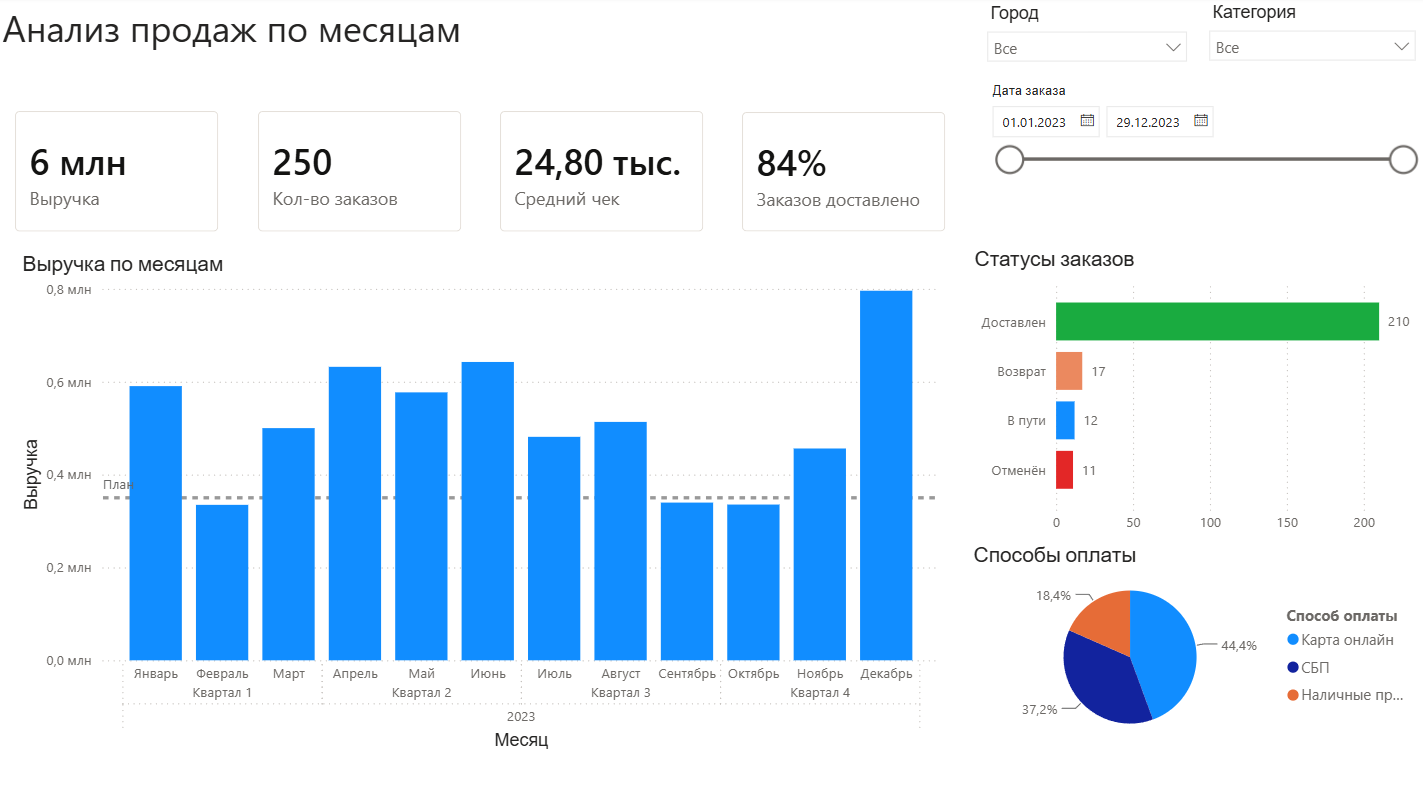 Анализ продаж по месяцам
Город
Все
Категория
Все
Дата заказа
01.01.2023
29.12.2023
6 млн
Выручка
250
Кол-во заказов
24,80 тыс.
Средний чек
84%
Заказов доставлено
Выручка по месяцам
Выручка
0,8 млн
0,6 млн
0,4 млн
План
0,2 млн
0,0 млн
Январь Февраль Март Апрель Май Июнь Июль Август Сентябрь Октябрь Ноябрь Декабрь
Квартал 1 Квартал 2 Квартал 3 Квартал 4
2023
Месяц
Статусы заказов
Доставлен 210
Возврат 17
В пути 12
Отменён 11
0 50 100 150 200
Способы оплаты
18,4%
44,4%
37,2%
Способ оплаты
Карта онлайн
СБП
Наличные пр...